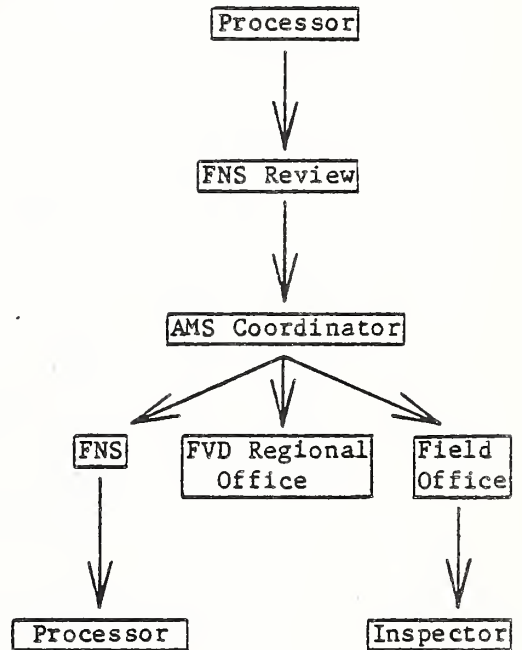 Processor
FNS Review
AMS Coordinator
FNS
FVD Regional
Office
Field
Office
Processor
Inspector